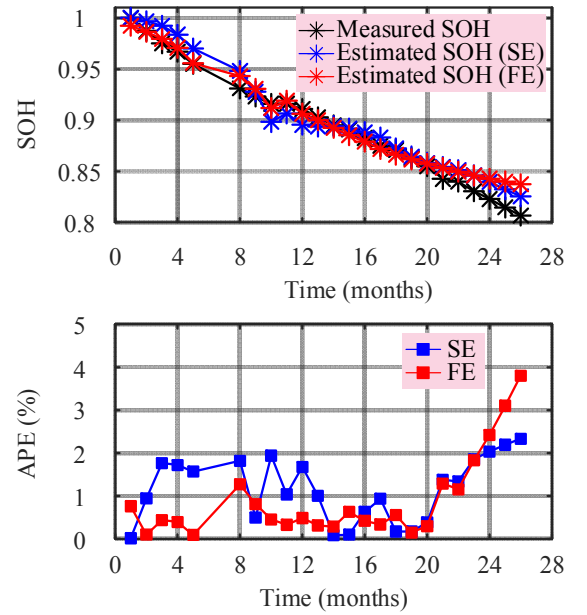 1
0.95
0.9
0.85
0.8
SOH
Measured SOH
Estimated SOH (SE)
Estimated SOH (FE)
0 4 8 12 16 20 24 28
Time (months)
5
4
3
2
1
0
APE (%)
SE
FE
0 4 8 12 16 20 24 28
Time (months)